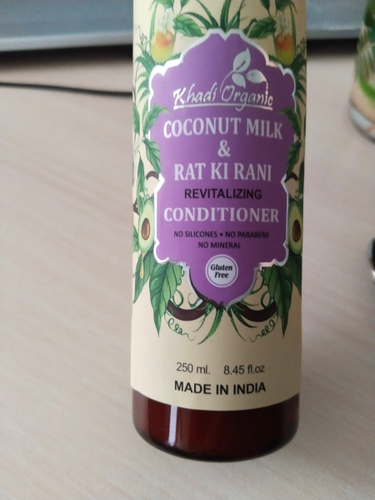 Khadi Organic
COCONUT MILK
&
RAT KI RANI
REVITALIZING
CONDITIONER
NO SILICONES • NO PARABENS
NO MINERAL
Gluten
Free
250 ml. 8.45 fl.oz
MADE IN INDIA